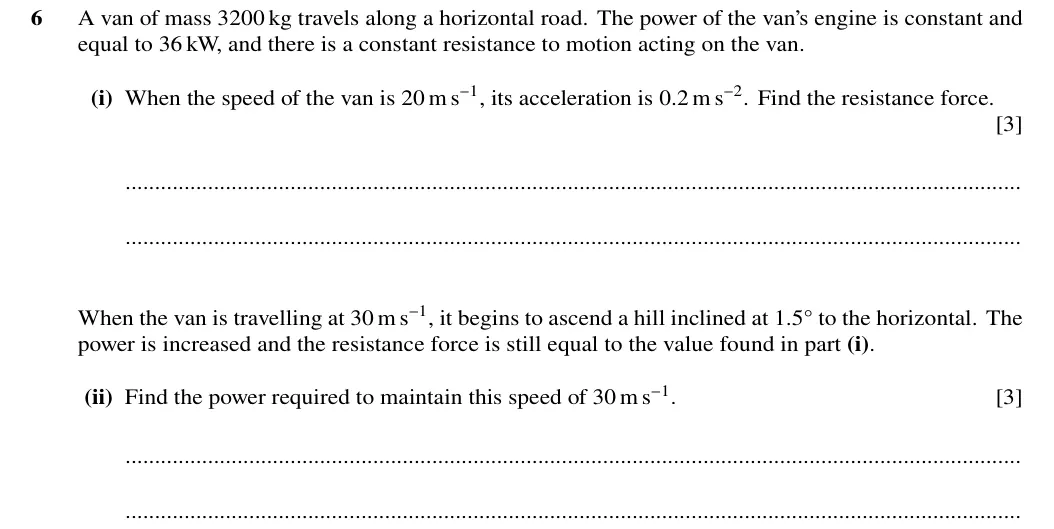 6 A van of mass 3200 kg travels along a horizontal road. The power of the van’s engine is constant and
equal to 36 kW, and there is a constant resistance to motion acting on the van.
(i) When the speed of the van is 20 m s⁻¹, its acceleration is 0.2 m s⁻². Find the resistance force.
[3]
................................................................................
................................................................................
When the van is travelling at 30 m s⁻¹, it begins to ascend a hill inclined at 1.5° to the horizontal. The
power is increased and the resistance force is still equal to the value found in part (i).
(ii) Find the power required to maintain this speed of 30 m s⁻¹. [3]
................................................................................
................................................................................